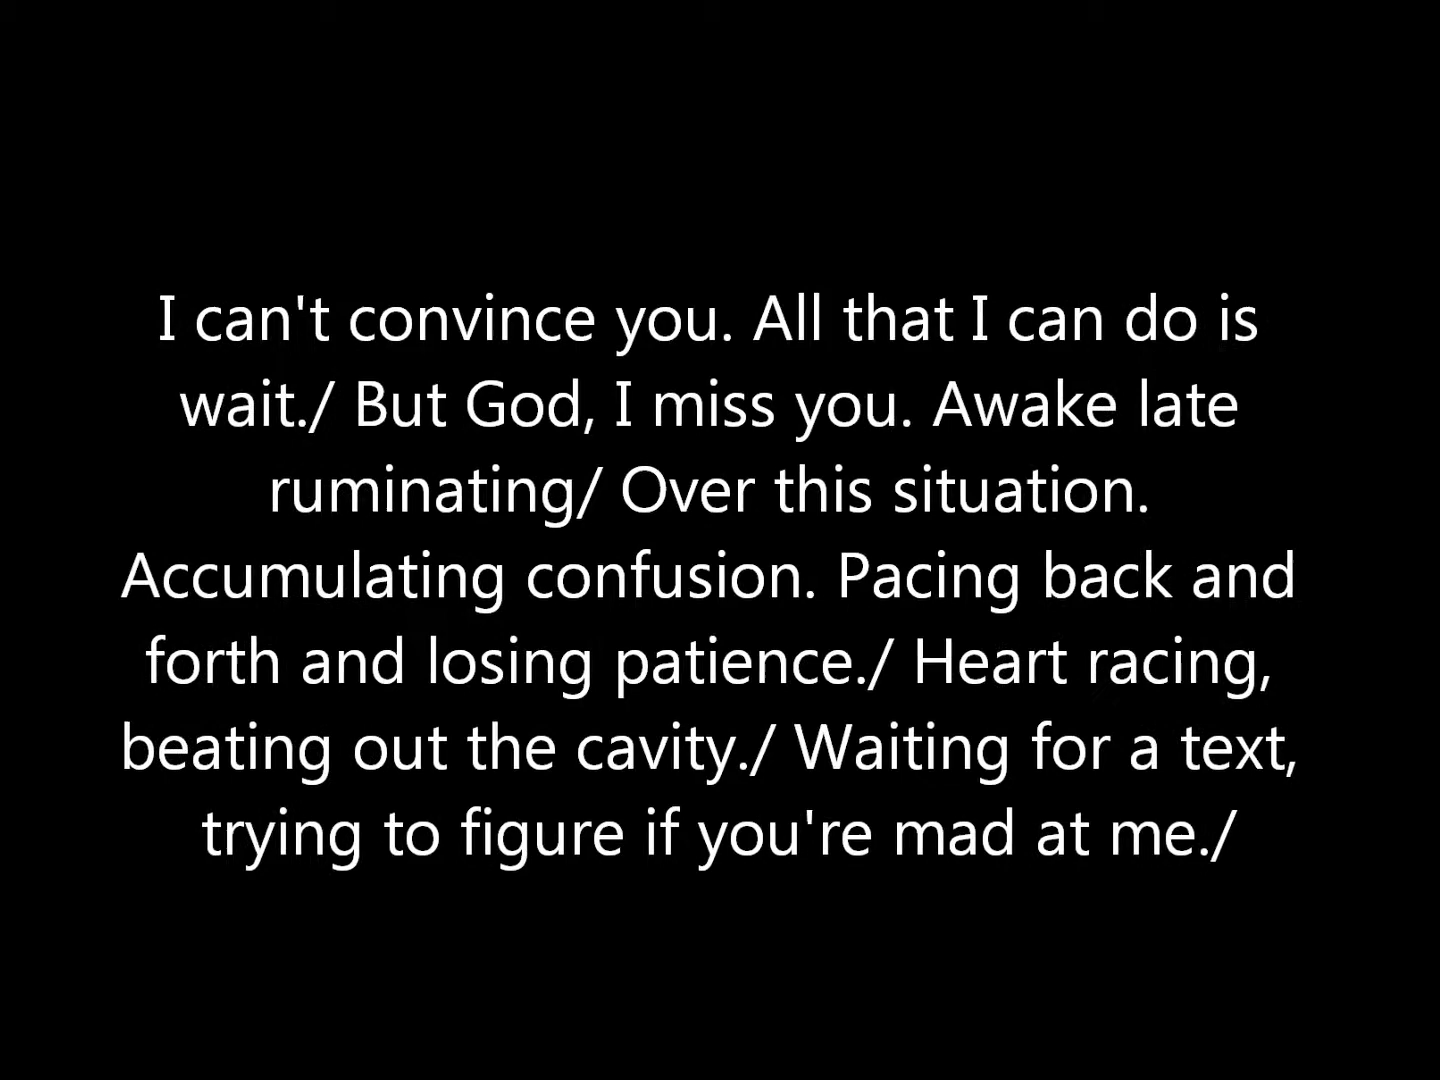 I can't convince you. All that I can do is
wait./ But God, I miss you. Awake late
ruminating/ Over this situation.
Accumulating confusion. Pacing back and
forth and losing patience./ Heart racing,
beating out the cavity./ Waiting for a text,
trying to figure if you're mad at me./